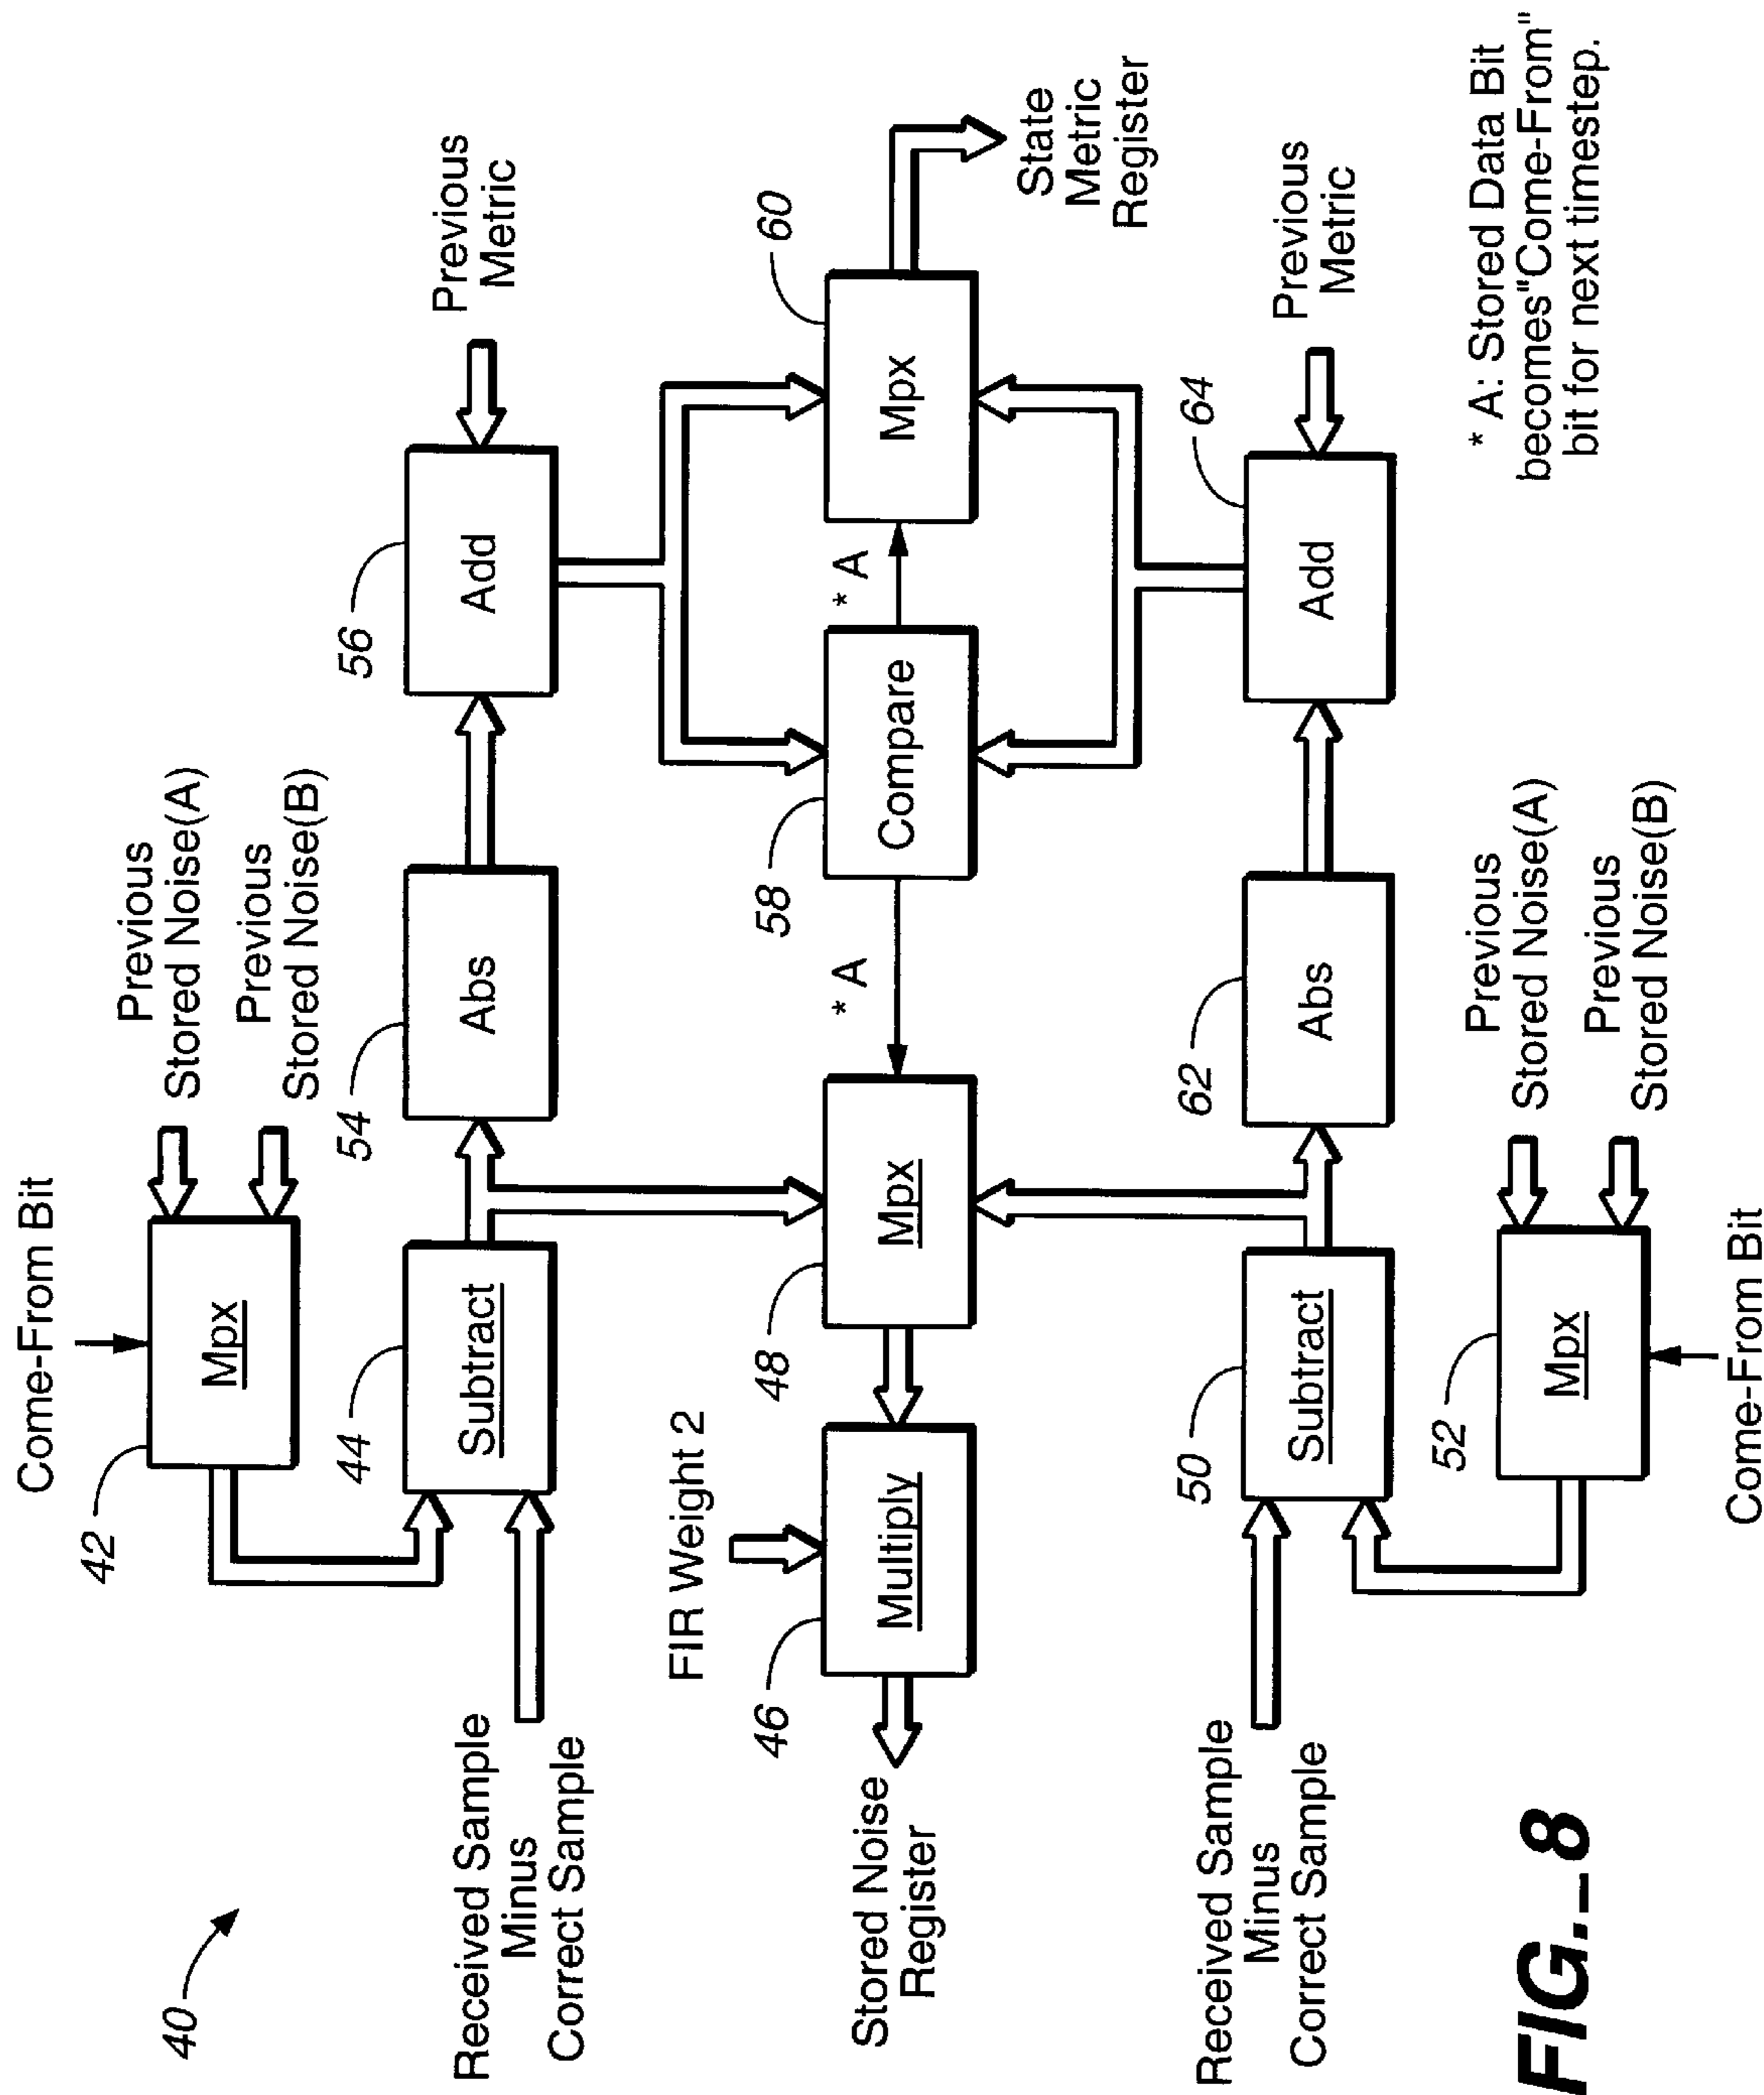 40
Come-From Bit
42
Mpx
Previous
Stored Noise(A)
Previous
Stored Noise(B)
44
Subtract
54
Abs
56
Add
Previous
Metric
Received Sample
Minus
Correct Sample
FIR Weight 2
Stored Noise
Register
46
Multiply
48
Mpx
* A
58
Compare
* A
60
Mpx
State
Metric
Register
Received Sample
Minus
Correct Sample
50
Subtract
62
Abs
64
Add
Previous
Metric
52
Mpx
Previous
Stored Noise(A)
Previous
Stored Noise(B)
Come-From Bit
* A: Stored Data Bit
becomes"Come-From"
bit for next timestep.
FIG._8